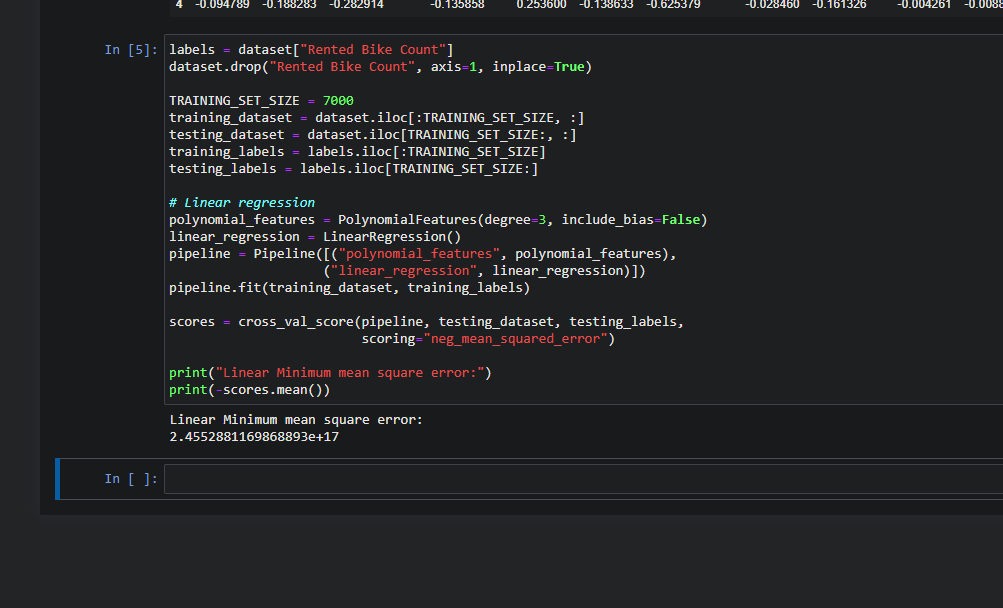 4 -0.094789 -0.188283 -0.282914 -0.135858 0.253600 -0.138633 -0.625379 -0.028460 -0.161326 -0.004261
In [5]: labels = dataset["Rented Bike Count"]
dataset.drop("Rented Bike Count", axis=1, inplace=True)
TRAINING_SET_SIZE = 7000
training_dataset = dataset.iloc[:TRAINING_SET_SIZE, :]
testing_dataset = dataset.iloc[TRAINING_SET_SIZE:, :]
training_labels = labels.iloc[:TRAINING_SET_SIZE]
testing_labels = labels.iloc[TRAINING_SET_SIZE:]
# Linear regression
polynomial_features = PolynomialFeatures(degree=3, include_bias=False)
linear_regression = LinearRegression()
pipeline = Pipeline([("polynomial_features", polynomial_features),
("linear_regression", linear_regression)])
pipeline.fit(training_dataset, training_labels)
scores = cross_val_score(pipeline, testing_dataset, testing_labels,
scoring="neg_mean_squared_error")
print("Linear Minimum mean square error:")
print(-scores.mean())
Linear Minimum mean square error:
2.4552881169868893e+17
In [ ]: